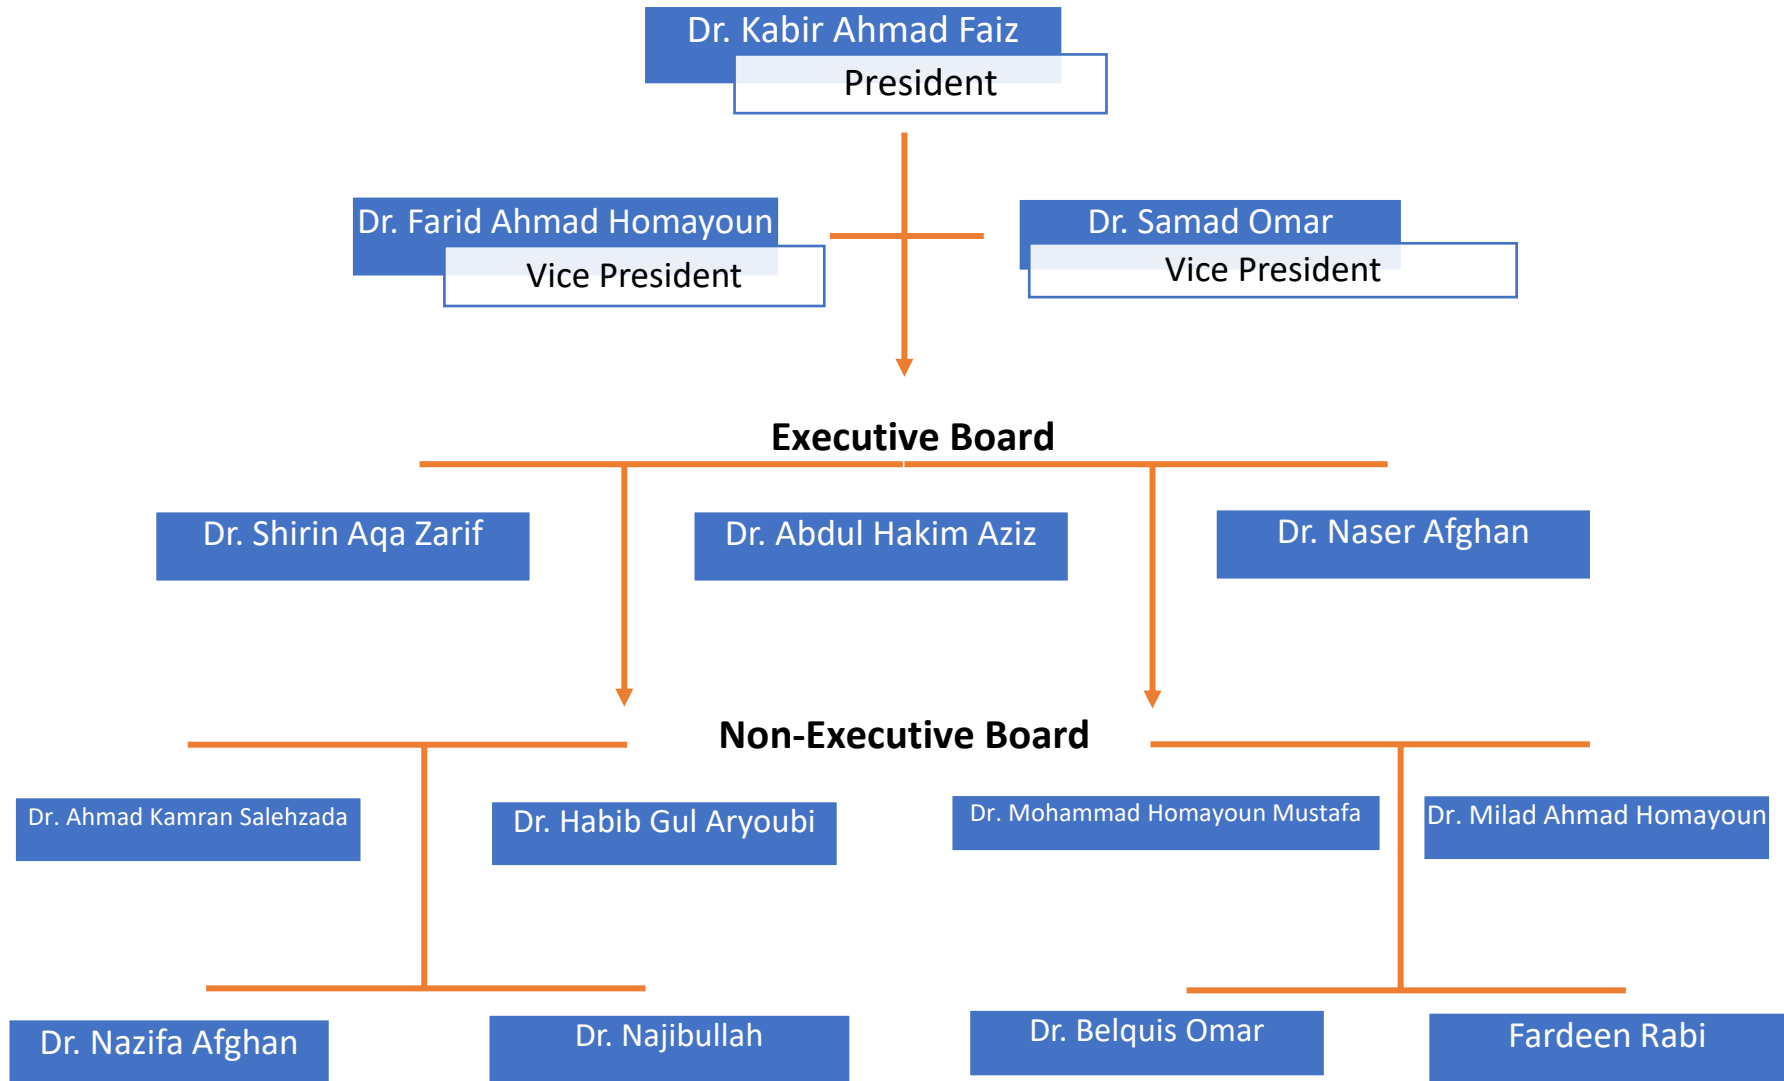 Dr. Kabir Ahmad Faiz
President
Dr. Farid Ahmad Homayoun
Vice President
Dr. Samad Omar
Vice President
Executive Board
Dr. Shirin Aqa Zarif
Dr. Abdul Hakim Aziz
Dr. Naser Afghan
Non-Executive Board
Dr. Ahmad Kamran Salehzada
Dr. Habib Gul Aryoubi
Dr. Mohammad Homayoun Mustafa
Dr. Milad Ahmad Homayoun
Dr. Nazifa Afghan
Dr. Najibullah
Dr. Belquis Omar
Fardeen Rabi